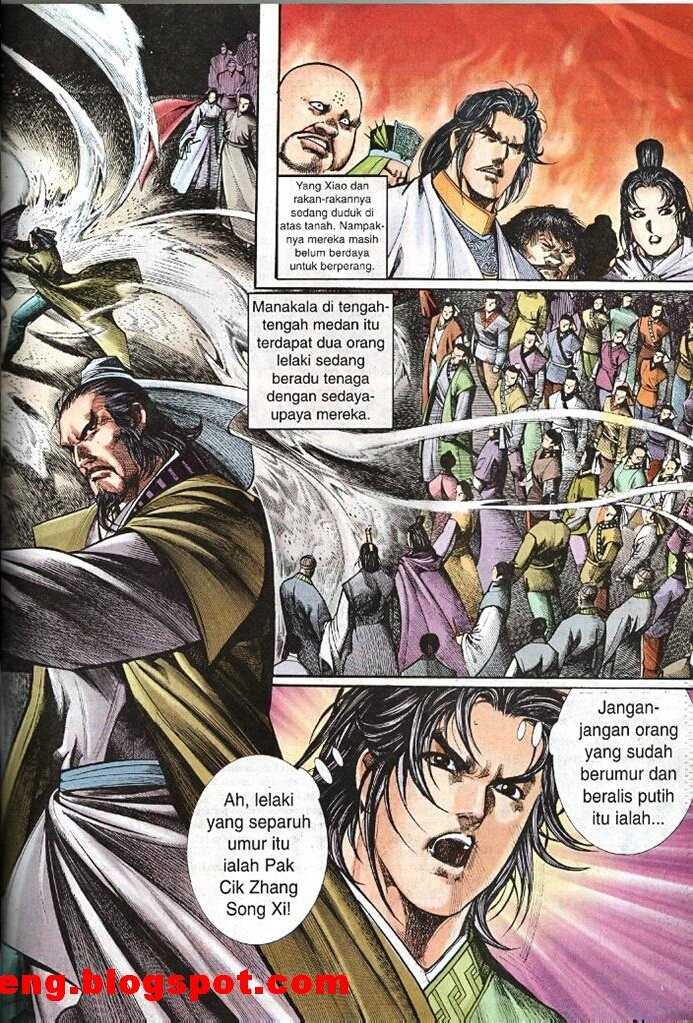 Yang Xiao dan
rakan-rakannya
sedang duduk di
atas tanah. Nampak-
nya mereka masih
belum berdaya
untuk berperang.
Manakala di tengah-
tengah medan itu
terdapat dua orang
lelaki sedang
beradu tenaga
dengan sedaya-
upaya mereka.
Ah, lelaki
yang separuh
umur itu
ialah Pak
Cik Zhang
Song Xi!
Jangan-
jangan orang
yang sudah
berumur dan
beralis putih
itu ialah...
eng.blogspot.com